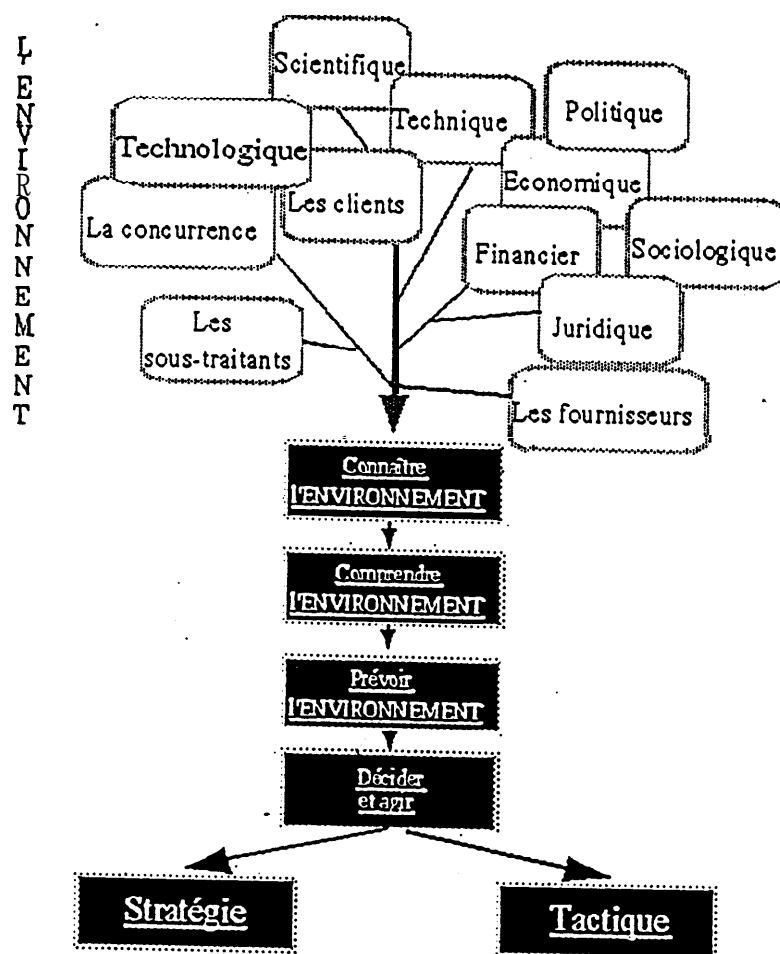 L'ENVIRONNEMENT
Scientifique
Technique
Politique
Technologique
Les clients
Economique
La concurrence
Financier
Sociologique
Les
sous-traitants
Juridique
Les fournisseurs
Connaître
l'ENVIRONNEMENT
Comprendre
l'ENVIRONNEMENT
Prévoir
l'ENVIRONNEMENT
Décider
et agir
Stratégie
Tactique